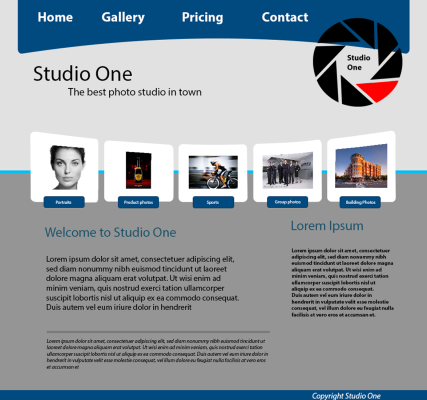 Home Gallery Pricing Contact
Studio One
Studio
One
The best photo studio in town
Portraits Product photos Sports Group photos Building Photos
Welcome to Studio One
Lorem ipsum dolor sit amet, consectetuer adipiscing elit,
sed diam nonummy nibh euismod tincidunt ut laoreet
dolore magna aliquam erat volutpat. Ut wisi enim ad
minim veniam, quis nostrud exerci tation ullamcorper
suscipit lobortis nisl ut aliquip ex ea commodo consequat.
Duis autem vel eum iriure dolor in hendrerit
Lorem Ipsum
Lorem ipsum dolor sit amet, consectetuer
adipiscing elit, sed diam nonummy nibh
euismod tincidunt ut laoreet dolore magna
aliquam erat volutpat. Ut wisi enim ad
minim veniam, quis nostrud exerci tation
ullamcorper suscipit lobortis nisl ut
aliquip ex ea commodo consequat.
Duis autem vel eum iriure dolor in
hendrerit in vulputate velit esse molestie
consequat, vel illum dolore eu feugiat nulla
facilisis at vero eros et accumsan et.
Lorem ipsum dolor sit amet, consectetuer adipiscing elit, sed diam nonummy nibh
euismod tincidunt ut laoreet dolore magna aliquam erat volutpat. Ut wisi enim ad
minim veniam, quis nostrud exerci tation ullamcorper suscipit lobortis nisl ut
aliquip ex ea commodo consequat. Duis autem vel eum iriure dolor in hendrerit in vulputate
velit esse molestie consequat, vel illum dolore eu feugiat nulla facilisis at vero eros
et accumsan et
Copyright Studio One